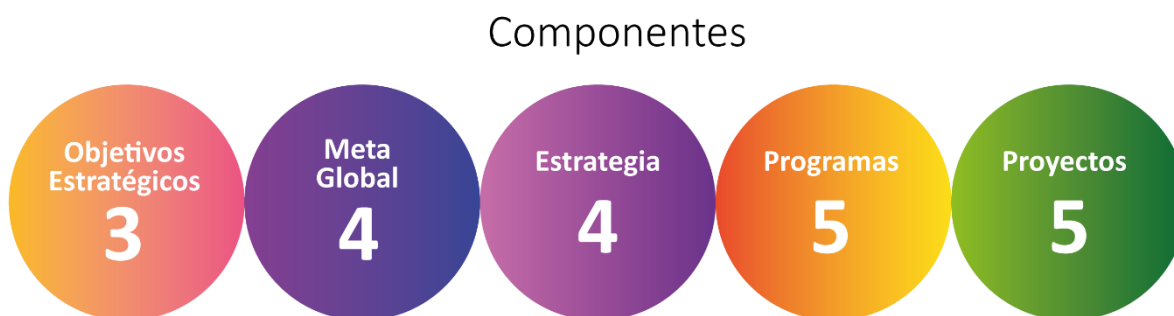 Componentes
Objetivos
Estratégicos
3
Meta
Global
4
Estrategia
4
Programas
5
Proyectos
5